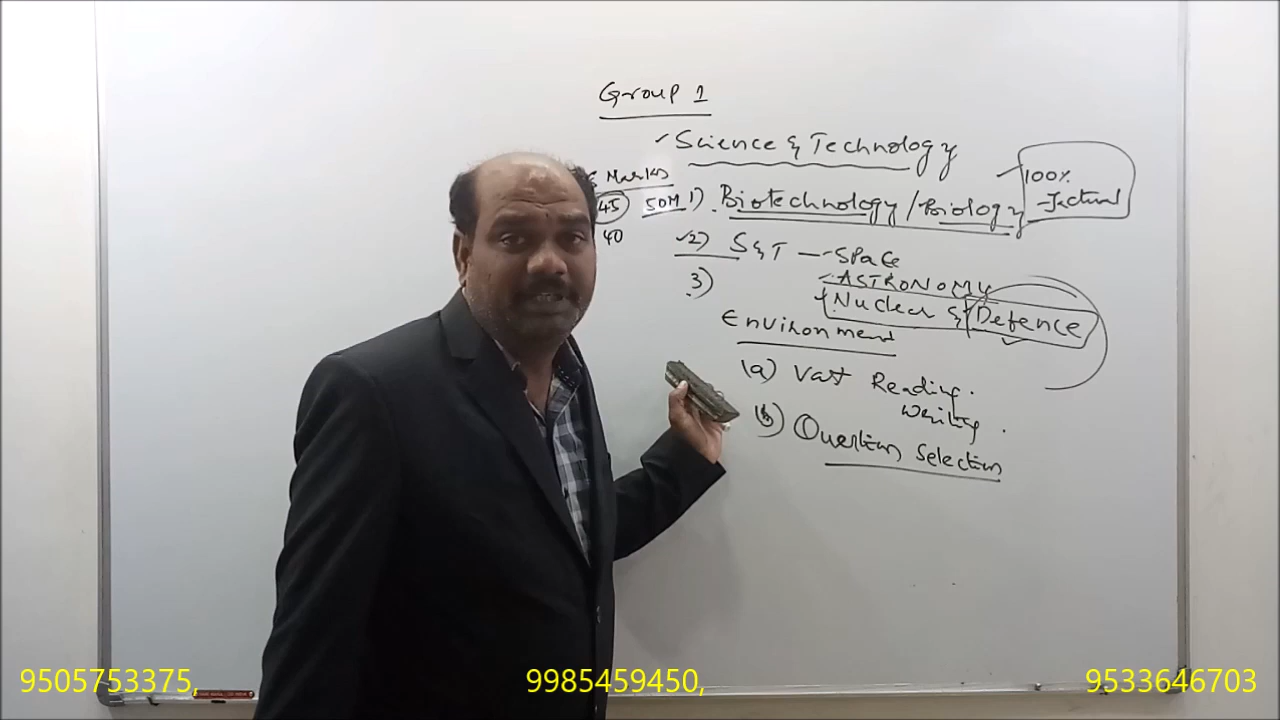 Group 1
Science & Technology
Marks
100%
Factual
45 50M 1) Biotechnology / Biology
40
2) S&T — Space
ASTRONOMY
Nuclear & Defence
3)
Environment
(a) Vast Reading.
Writing.
(b) Question Selection
9505753375, 9985459450, 9533646703